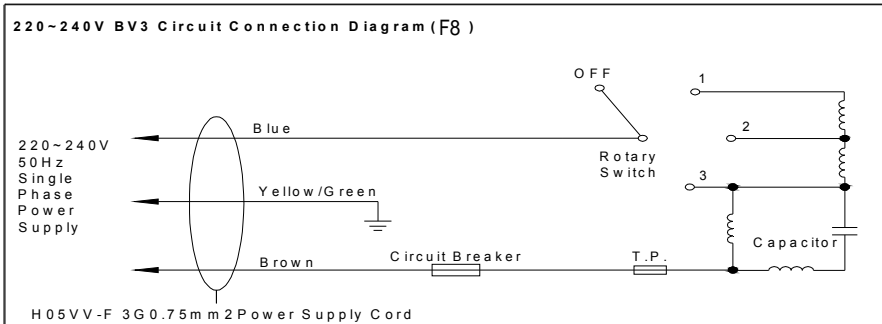 220~240V BV3 Circuit Connection Diagram(F8)
OFF
1
Blue
2
220~240V
50Hz
Single
Phase
Power
Supply
Rotary
Switch
3
Yellow/Green
Capacitor
Circuit Breaker
T.P.
Brown
H05VV-F 3G0.75mm2Power Supply Cord